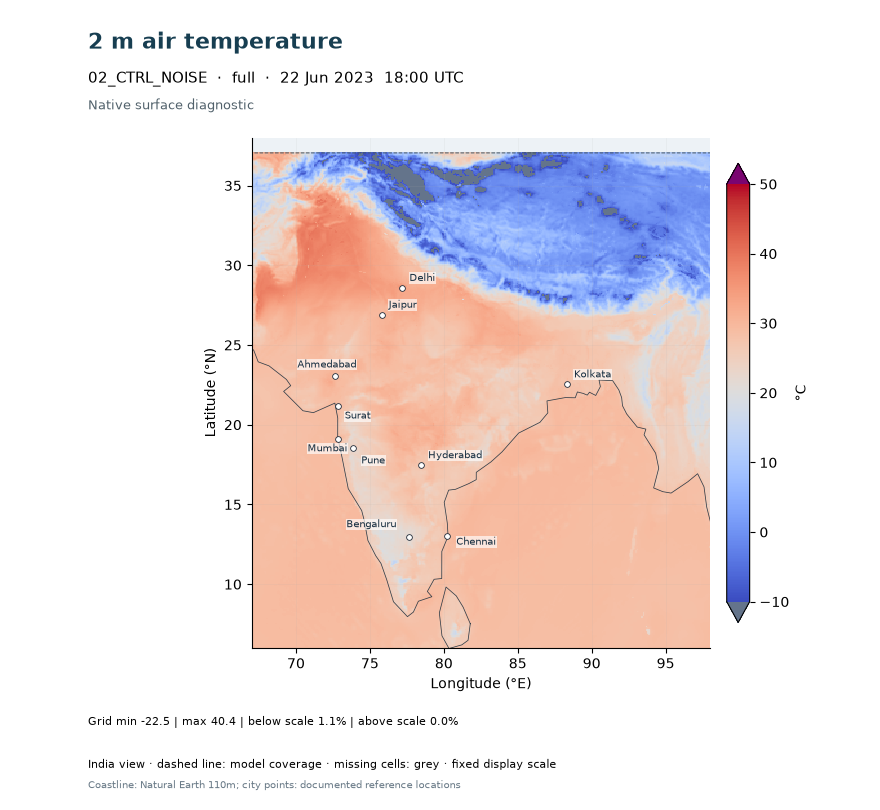 2 m air temperature
02_CTRL_NOISE · full · 22 Jun 2023 18:00 UTC
Native surface diagnostic
Latitude (°N)
35
30
25
20
15
10
Delhi
Jaipur
Ahmedabad
Kolkata
Surat
Mumbai
Pune
Hyderabad
Bengaluru
Chennai
70 75 80 85 90 95
Longitude (°E)
50
40
30
20
10
0
−10
°C
Grid min -22.5 | max 40.4 | below scale 1.1% | above scale 0.0%
India view · dashed line: model coverage · missing cells: grey · fixed display scale
Coastline: Natural Earth 110m; city points: documented reference locations